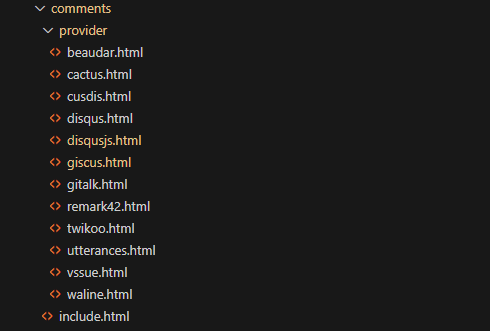 comments
provider
beaudar.html
cactus.html
cusdis.html
disqus.html
disqusjs.html
giscus.html
gitalk.html
remark42.html
twikoo.html
utterances.html
vssue.html
waline.html
include.html